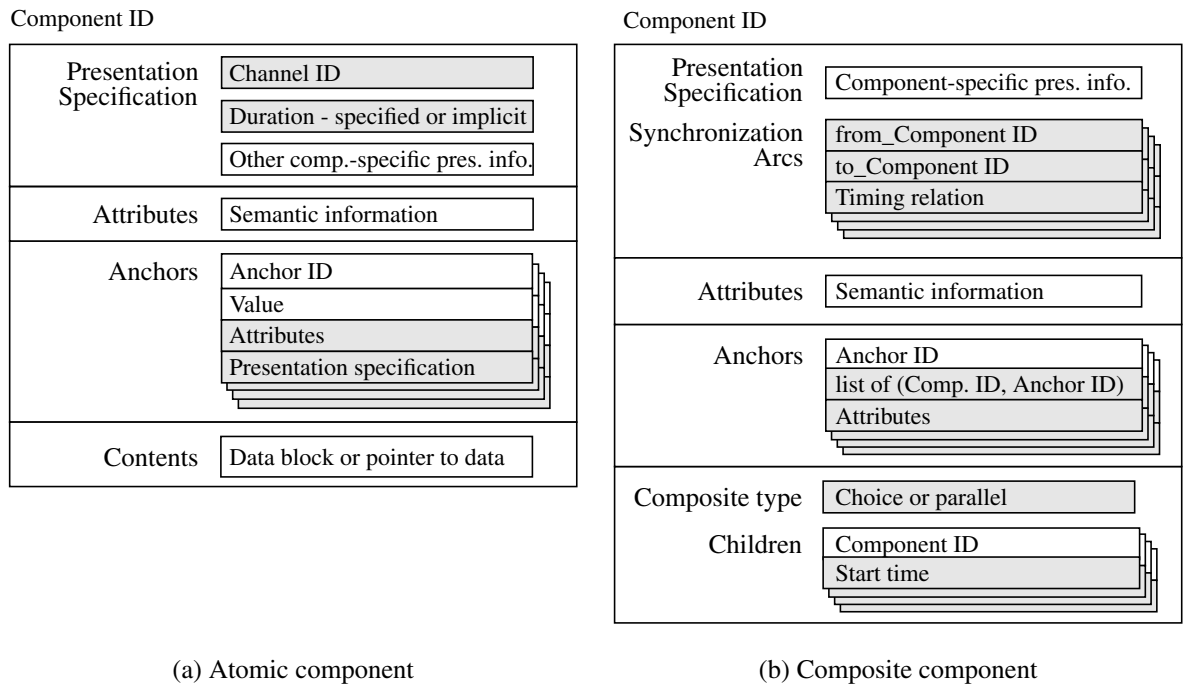 Component ID
Presentation
Specification
Channel ID
Duration - specified or implicit
Other comp.-specific pres. info.
Attributes
Semantic information
Anchors
Anchor ID
Value
Attributes
Presentation specification
Contents
Data block or pointer to data
(a) Atomic component
Component ID
Presentation
Specification
Component-specific pres. info.
Synchronization
Arcs
from_Component ID
to_Component ID
Timing relation
Attributes
Semantic information
Anchors
Anchor ID
list of (Comp. ID, Anchor ID)
Attributes
Composite type
Choice or parallel
Children
Component ID
Start time
(b) Composite component